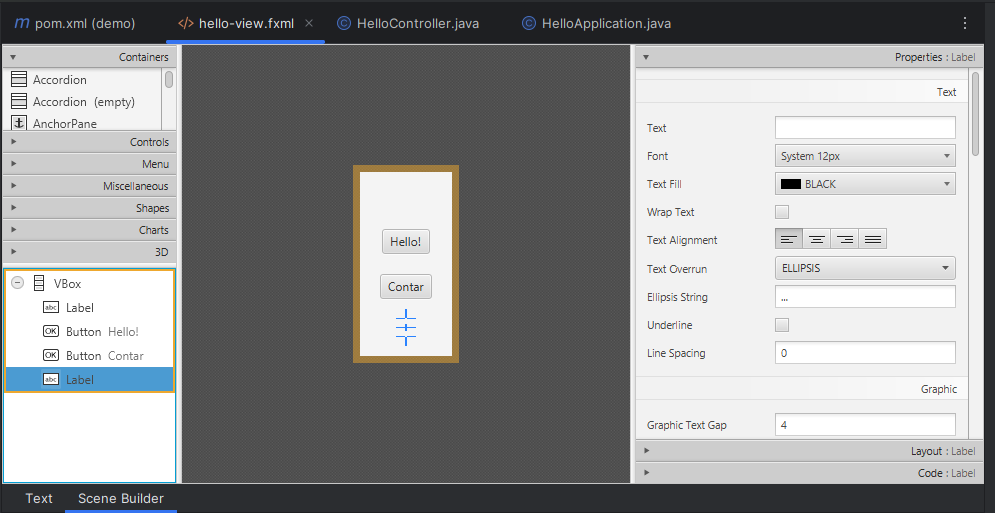 m pom.xml (demo)
</> hello-view.fxml ×
C HelloController.java
C HelloApplication.java
Containers
Accordion
Accordion (empty)
AnchorPane
Controls
Menu
Miscellaneous
Shapes
Charts
3D
VBox
abc Label
OK Button Hello!
OK Button Contar
abc Label
Hello!
Contar
Properties : Label
Text
Text
Font System 12px
Text Fill BLACK
Wrap Text
Text Alignment
Text Overrun ELLIPSIS
Ellipsis String ...
Underline
Line Spacing 0
Graphic
Graphic Text Gap 4
Layout : Label
Code : Label
Text Scene Builder